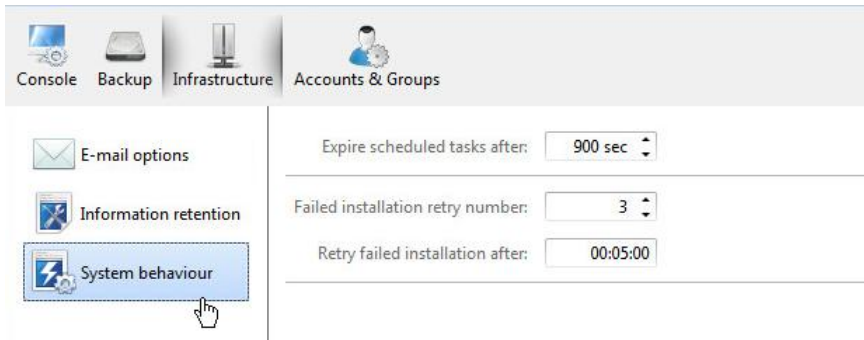 Console Backup Infrastructure Accounts & Groups
E-mail options
Information retention
System behaviour
Expire scheduled tasks after: 900 sec
Failed installation retry number: 3
Retry failed installation after: 00:05:00